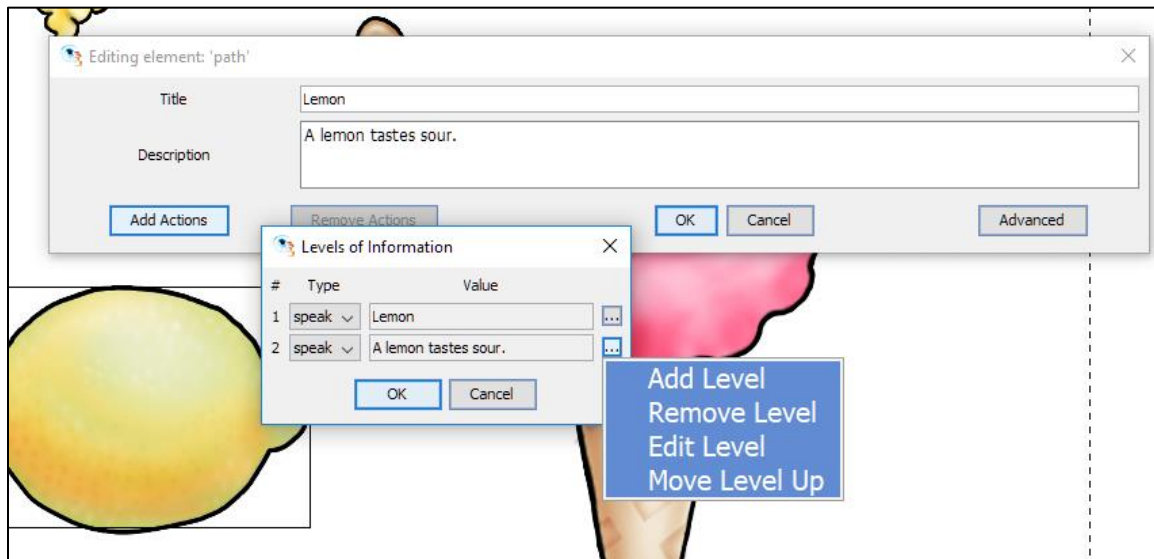 Editing element: 'path'
Title
Lemon
Description
A lemon tastes sour.
Add Actions
Remove Actions
OK
Cancel
Advanced
Levels of Information
# Type Value
1 speak Lemon ...
2 speak A lemon tastes sour. ...
OK Cancel
Add Level
Remove Level
Edit Level
Move Level Up